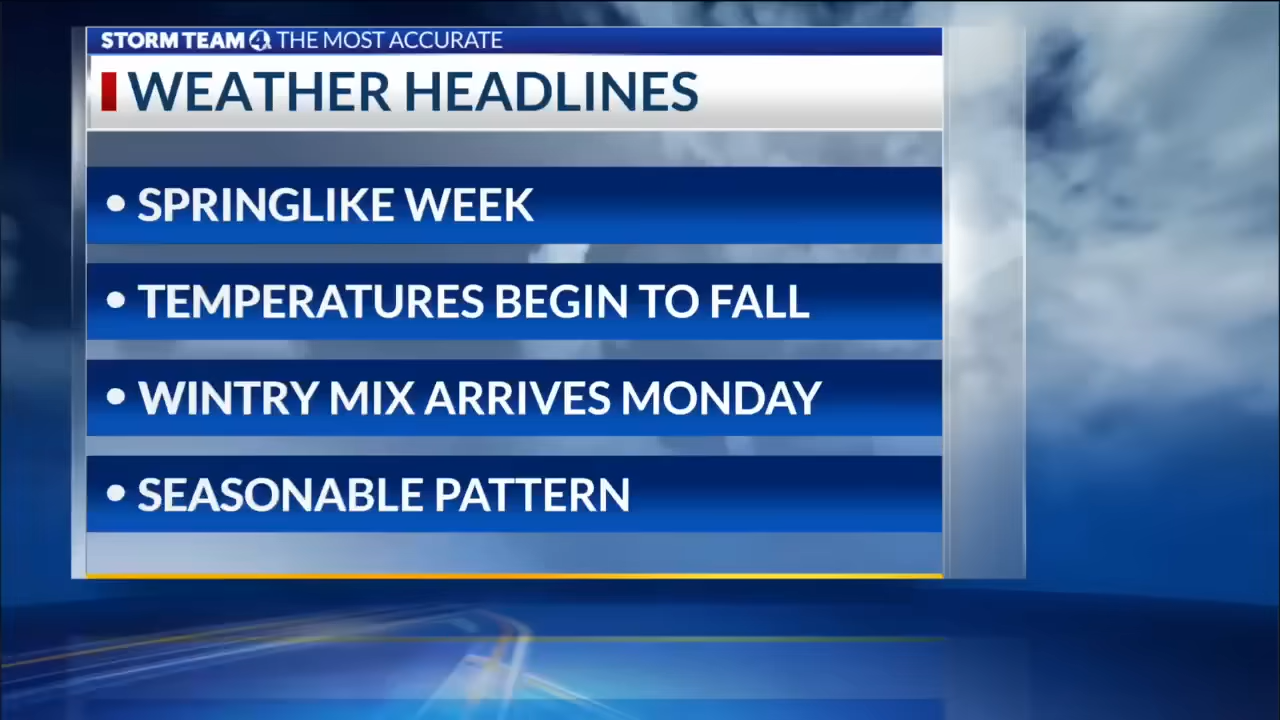 STORM TEAM 4 THE MOST ACCURATE
WEATHER HEADLINES
• SPRINGLIKE WEEK
• TEMPERATURES BEGIN TO FALL
• WINTRY MIX ARRIVES MONDAY
• SEASONABLE PATTERN